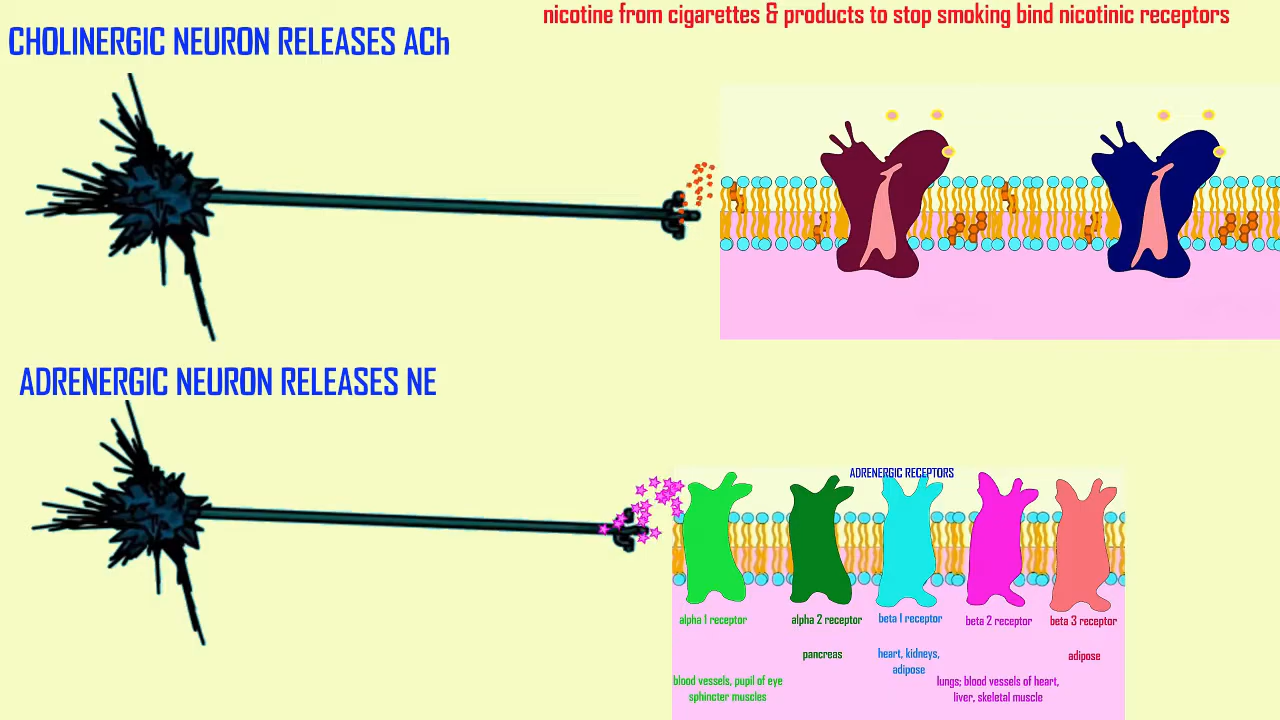 nicotine from cigarettes & products to stop smoking bind nicotinic receptors
CHOLINERGIC NEURON RELEASES ACh
ADRENERGIC NEURON RELEASES NE
ADRENERGIC RECEPTORS
alpha 1 receptor
alpha 2 receptor
beta 1 receptor
beta 2 receptor
beta 3 receptor
blood vessels, pupil of eye
sphincter muscles
pancreas
heart, kidneys,
adipose
lungs; blood vessels of heart,
liver, skeletal muscle
adipose